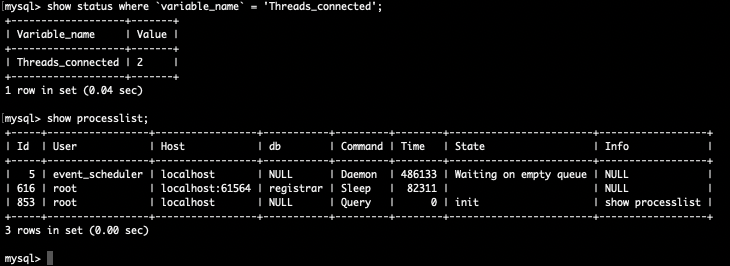 mysql> show status where `variable_name` = 'Threads_connected';
+-------------------+-------+
| Variable_name     | Value |
+-------------------+-------+
| Threads_connected | 2     |
+-------------------+-------+
1 row in set (0.04 sec)

mysql> show processlist;
+-----+-----------------+-----------------+-----------+---------+--------+------------------------+------------------+
| Id  | User            | Host            | db        | Command | Time   | State                  | Info             |
+-----+-----------------+-----------------+-----------+---------+--------+------------------------+------------------+
|   5 | event_scheduler | localhost       | NULL      | Daemon  | 486133 | Waiting on empty queue | NULL             |
| 616 | root            | localhost:61564 | registrar | Sleep   |  82311 |                        | NULL             |
| 853 | root            | localhost       | NULL      | Query   |      0 | init                   | show processlist |
+-----+-----------------+-----------------+-----------+---------+--------+------------------------+------------------+
3 rows in set (0.00 sec)

mysql>